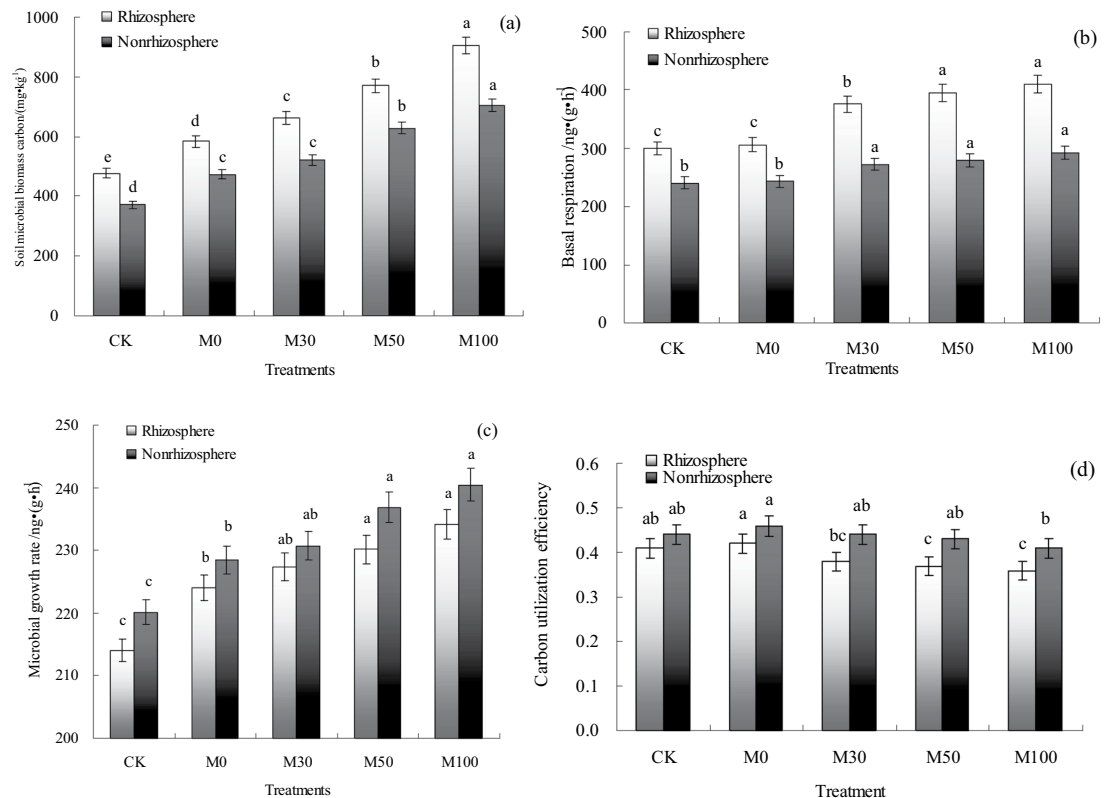 (a)
Rhizosphere
Nonrhizosphere
Soil microbial biomass carbon/(mg•kg-1)
1000
800
600
400
200
0
e
d
d
c
c
c
b
b
a
a
CK M0 M30 M50 M100
Treatments
(b)
Rhizosphere
Nonrhizosphere
Basal respiration /ng•(g•h)-1
500
400
300
200
100
0
c
b
c
b
b
a
a
a
a
a
CK M0 M30 M50 M100
Treatments
(c)
Rhizosphere
Nonrhizosphere
Microbial growth rate /ng•(g•h)-1
250
240
230
220
210
200
c
c
b
b
ab
ab
a
a
a
a
CK M0 M30 M50 M100
Treatments
(d)
Rhizosphere
Nonrhizosphere
Carbon utilization efficiency
0.6
0.5
0.4
0.3
0.2
0.1
0.0
ab
ab
a
a
bc
ab
c
ab
c
b
CK M0 M30 M50 M100
Treatment